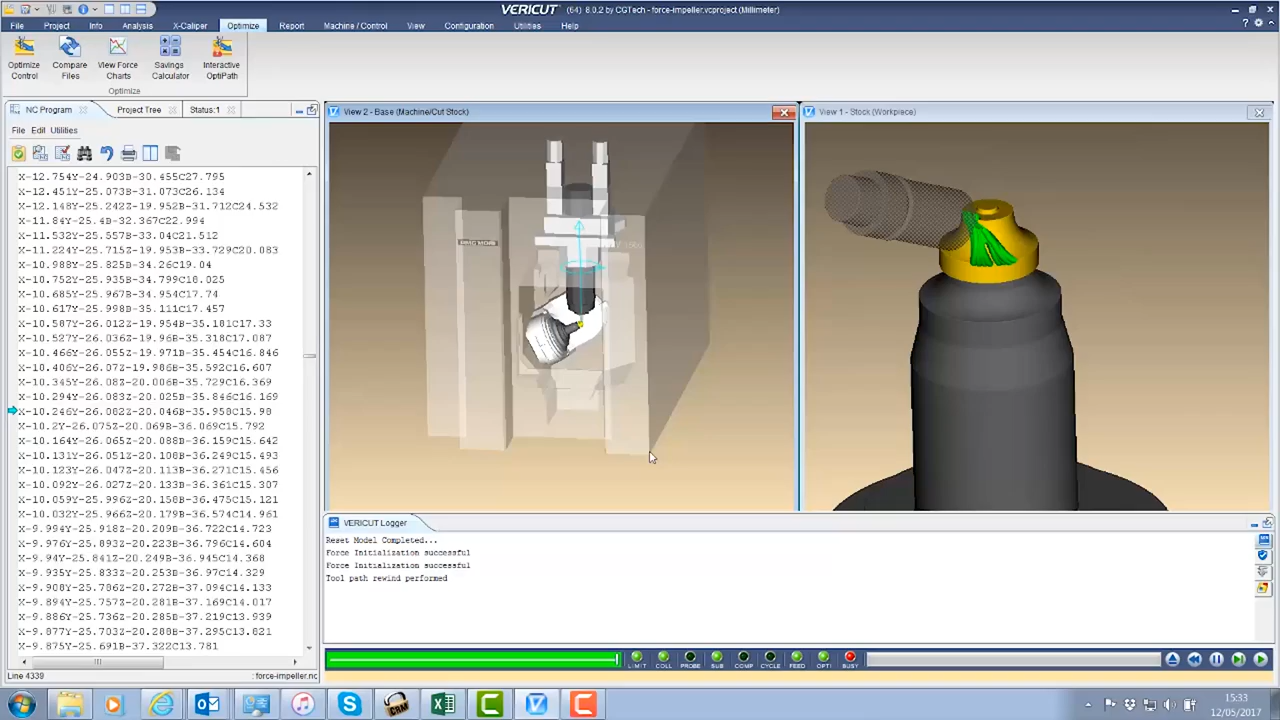 VERICUT (64) 8.0.2 by CGTech - force-impeller.vcproject (Millimeter)
File Project Info Analysis X-Caliper Optimize Report Machine / Control View Configuration Utilities Help
Optimize Control
Compare Files
View Force Charts
Savings Calculator
Interactive OptiPath
Optimize
NC Program Project Tree Status:1
File Edit Utilities
X-12.754Y-24.903B-30.455C27.795
X-12.451Y-25.073B-31.073C26.134
X-12.148Y-25.242Z-19.952B-31.712C24.532
X-11.84Y-25.4B-32.367C22.994
X-11.532Y-25.557B-33.04C21.512
X-11.224Y-25.715Z-19.953B-33.729C20.083
X-10.988Y-25.825B-34.26C19.04
X-10.752Y-25.935B-34.799C18.025
X-10.685Y-25.967B-34.954C17.74
X-10.617Y-25.998B-35.111C17.457
X-10.587Y-26.012Z-19.954B-35.181C17.33
X-10.527Y-26.036Z-19.96B-35.318C17.087
X-10.466Y-26.055Z-19.971B-35.454C16.846
X-10.406Y-26.07Z-19.986B-35.592C16.607
X-10.345Y-26.08Z-20.006B-35.729C16.369
X-10.294Y-26.083Z-20.025B-35.846C16.169
X-10.246Y-26.082Z-20.046B-35.958C15.98
X-10.2Y-26.075Z-20.069B-36.069C15.792
X-10.164Y-26.065Z-20.088B-36.159C15.642
X-10.131Y-26.051Z-20.108B-36.249C15.493
X-10.123Y-26.047Z-20.113B-36.271C15.456
X-10.092Y-26.027Z-20.133B-36.361C15.307
X-10.059Y-25.996Z-20.158B-36.475C15.121
X-10.032Y-25.966Z-20.179B-36.574C14.961
X-9.994Y-25.918Z-20.209B-36.722C14.723
X-9.976Y-25.893Z-20.223B-36.796C14.604
X-9.94Y-25.841Z-20.249B-36.945C14.368
X-9.935Y-25.833Z-20.253B-36.97C14.329
X-9.908Y-25.786Z-20.272B-37.094C14.133
X-9.894Y-25.757Z-20.281B-37.169C14.017
X-9.886Y-25.736Z-20.285B-37.219C13.939
X-9.877Y-25.703Z-20.288B-37.295C13.821
X-9.875Y-25.691B-37.322C13.781
Line 4339 : force-impeller.nc
View 2 - Base (Machine/Cut Stock)
View 1 - Stock (Workpiece)
VERICUT Logger
Reset Model Completed...
Force Initialization successful
Force Initialization successful
Tool path rewind performed
LIMIT COLL PROBE SUB COMP CYCLE FEED OPTI BUSY
15:33
12/05/2017